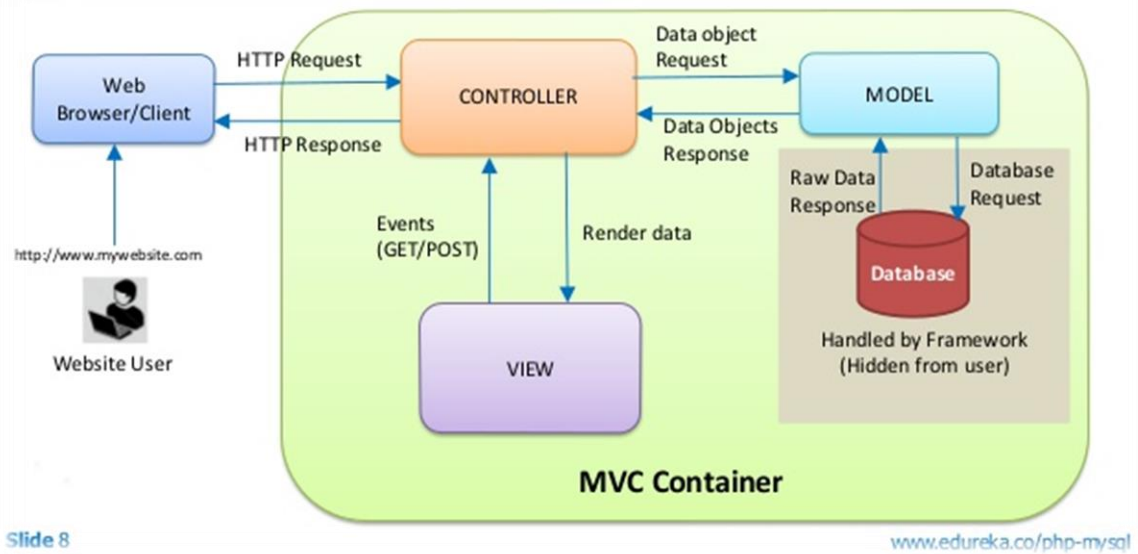 HTTP Request
Web
Browser/Client
HTTP Response
http://www.mywebsite.com
Website User
CONTROLLER
Data object
Request
Data Objects
Response
MODEL
Events
(GET/POST)
Render data
VIEW
Raw Data
Response
Database
Request
Database
Handled by Framework
(Hidden from user)
MVC Container
Slide 8
www.edureka.co/php-mysql